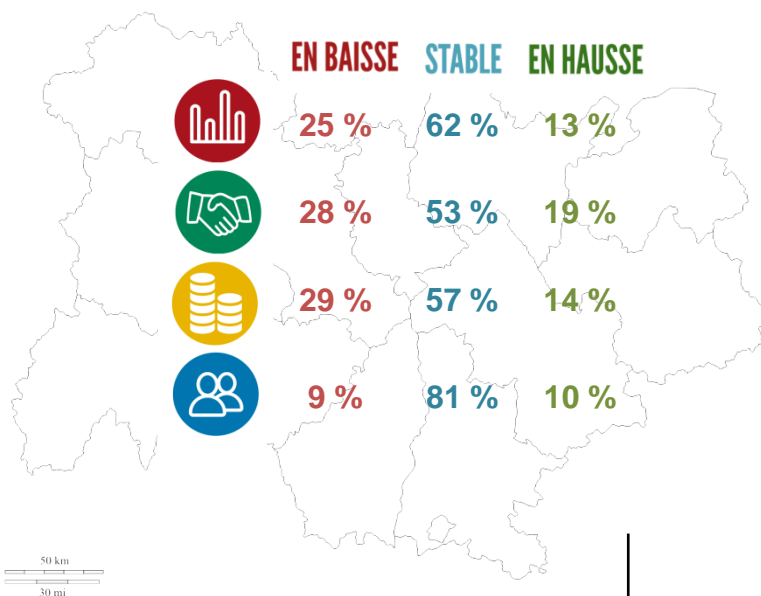 EN BAISSE STABLE EN HAUSSE
25 % 62 % 13 %
28 % 53 % 19 %
29 % 57 % 14 %
9 % 81 % 10 %
50 km
30 mi